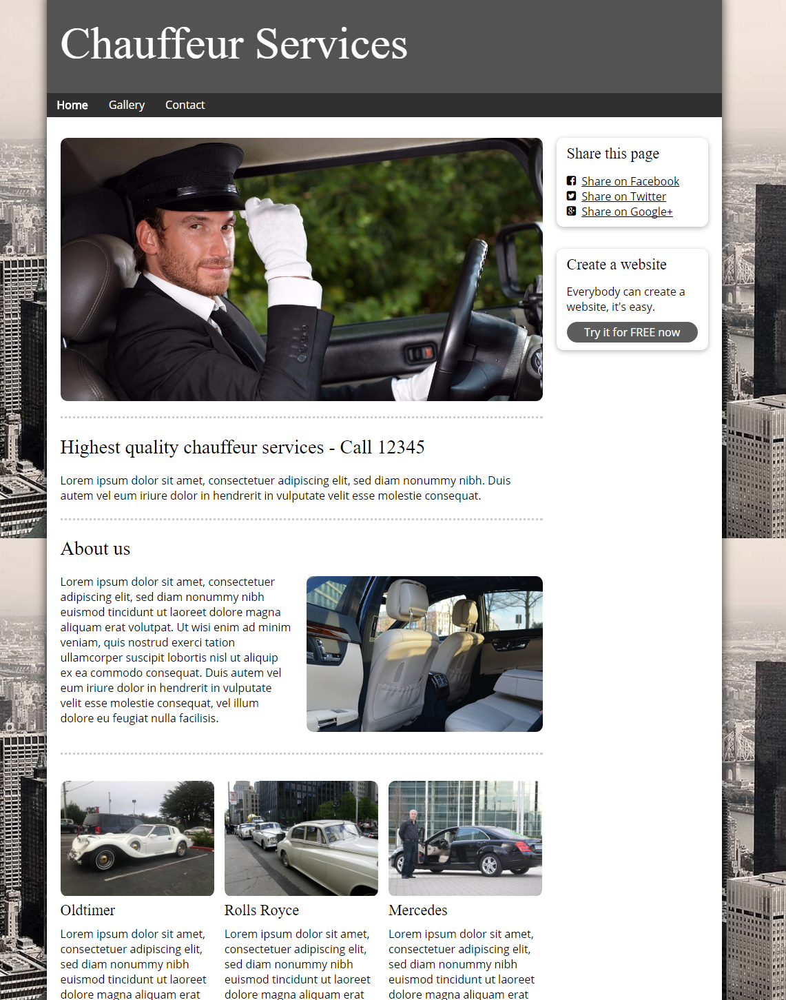 Chauffeur Services
Home Gallery Contact
Share this page
Share on Facebook
Share on Twitter
Share on Google+
Create a website
Everybody can create a
website, it's easy.
Try it for FREE now
Highest quality chauffeur services - Call 12345
Lorem ipsum dolor sit amet, consectetuer adipiscing elit, sed diam nonummy nibh. Duis
autem vel eum iriure dolor in hendrerit in vulputate velit esse molestie consequat.
About us
Lorem ipsum dolor sit amet, consectetuer
adipiscing elit, sed diam nonummy nibh
euismod tincidunt ut laoreet dolore magna
aliquam erat volutpat. Ut wisi enim ad minim
veniam, quis nostrud exerci tation
ullamcorper suscipit lobortis nisl ut aliquip
ex ea commodo consequat. Duis autem vel
eum iriure dolor in hendrerit in vulputate
velit esse molestie consequat, vel illum
dolore eu feugiat nulla facilisis.
Oldtimer
Lorem ipsum dolor sit amet,
consectetuer adipiscing elit,
sed diam nonummy nibh
euismod tincidunt ut laoreet
dolore magna aliquam erat
Rolls Royce
Lorem ipsum dolor sit amet,
consectetuer adipiscing elit,
sed diam nonummy nibh
euismod tincidunt ut laoreet
dolore magna aliquam erat
Mercedes
Lorem ipsum dolor sit amet,
consectetuer adipiscing elit,
sed diam nonummy nibh
euismod tincidunt ut laoreet
dolore magna aliquam erat